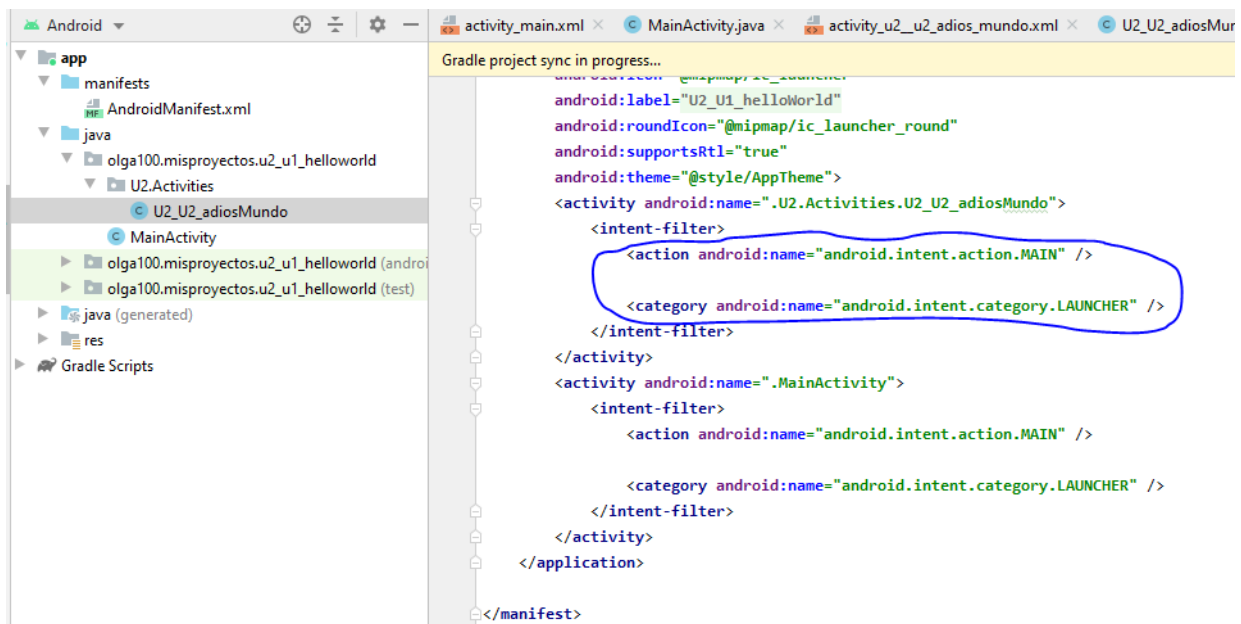 Android
app
manifests
AndroidManifest.xml
java
olga100.misproyectos.u2_u1_helloworld
U2.Activities
U2_U2_adiosMundo
MainActivity
olga100.misproyectos.u2_u1_helloworld (androi
olga100.misproyectos.u2_u1_helloworld (test)
java (generated)
res
Gradle Scripts
activity_main.xml × MainActivity.java × activity_u2__u2_adios_mundo.xml × U2_U2_adiosMur
Gradle project sync in progress...
android:icon="@mipmap/ic_launcher"
android:label="U2_U1_helloWorld"
android:roundIcon="@mipmap/ic_launcher_round"
android:supportsRtl="true"
android:theme="@style/AppTheme">
<activity android:name=".U2.Activities.U2_U2_adiosMundo">
<intent-filter>
<action android:name="android.intent.action.MAIN" />
<category android:name="android.intent.category.LAUNCHER" />
</intent-filter>
</activity>
<activity android:name=".MainActivity">
<intent-filter>
<action android:name="android.intent.action.MAIN" />
<category android:name="android.intent.category.LAUNCHER" />
</intent-filter>
</activity>
</application>
</manifest>